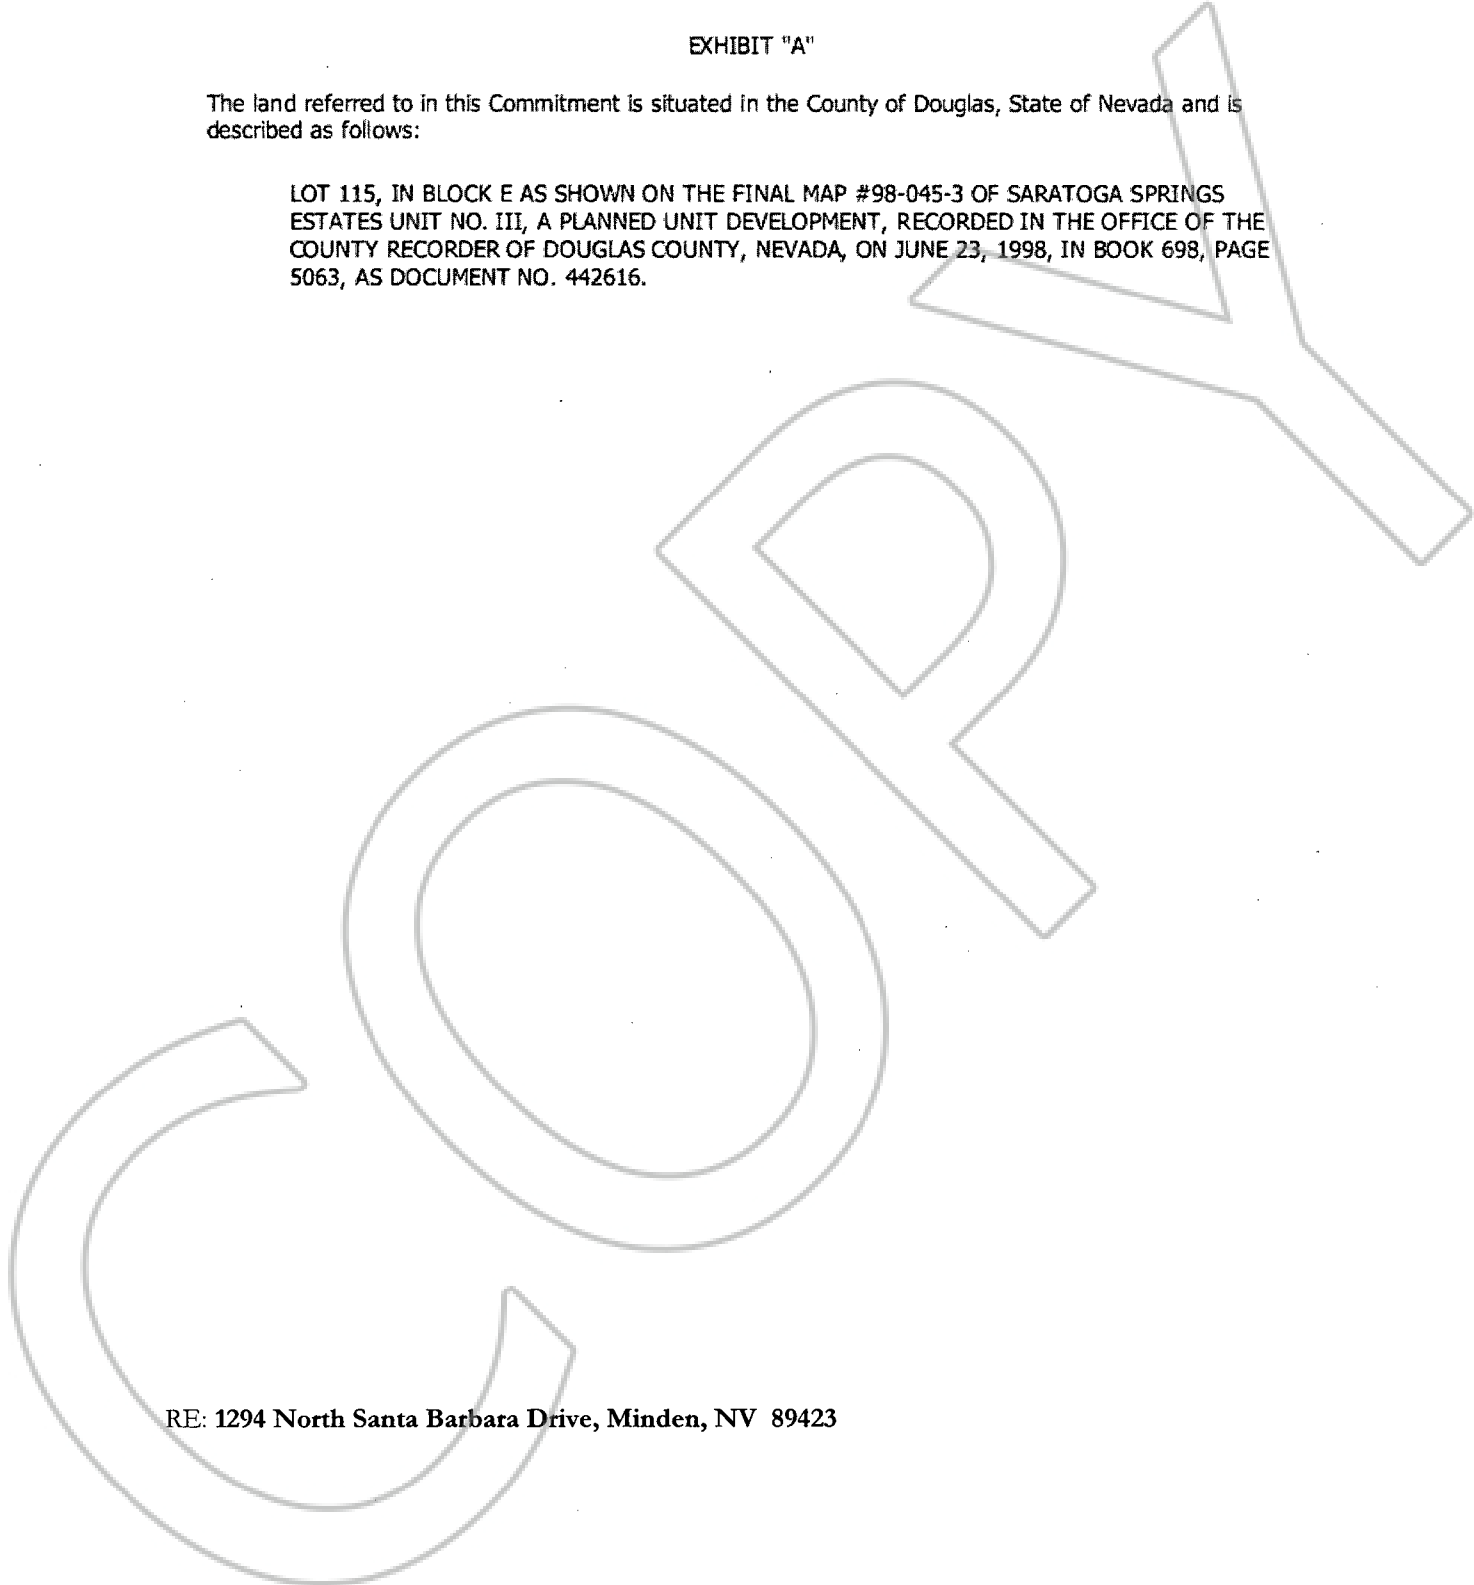 EXHIBIT "A"
The land referred to in this Commitment is situated in the County of Douglas, State of Nevada and is
described as follows:
LOT 115, IN BLOCK E AS SHOWN ON THE FINAL MAP #98-045-3 OF SARATOGA SPRINGS
ESTATES UNIT NO. III, A PLANNED UNIT DEVELOPMENT, RECORDED IN THE OFFICE OF THE
COUNTY RECORDER OF DOUGLAS COUNTY, NEVADA, ON JUNE 23, 1998, IN BOOK 698, PAGE
5063, AS DOCUMENT NO. 442616.
COPY
RE: 1294 North Santa Barbara Drive, Minden, NV 89423